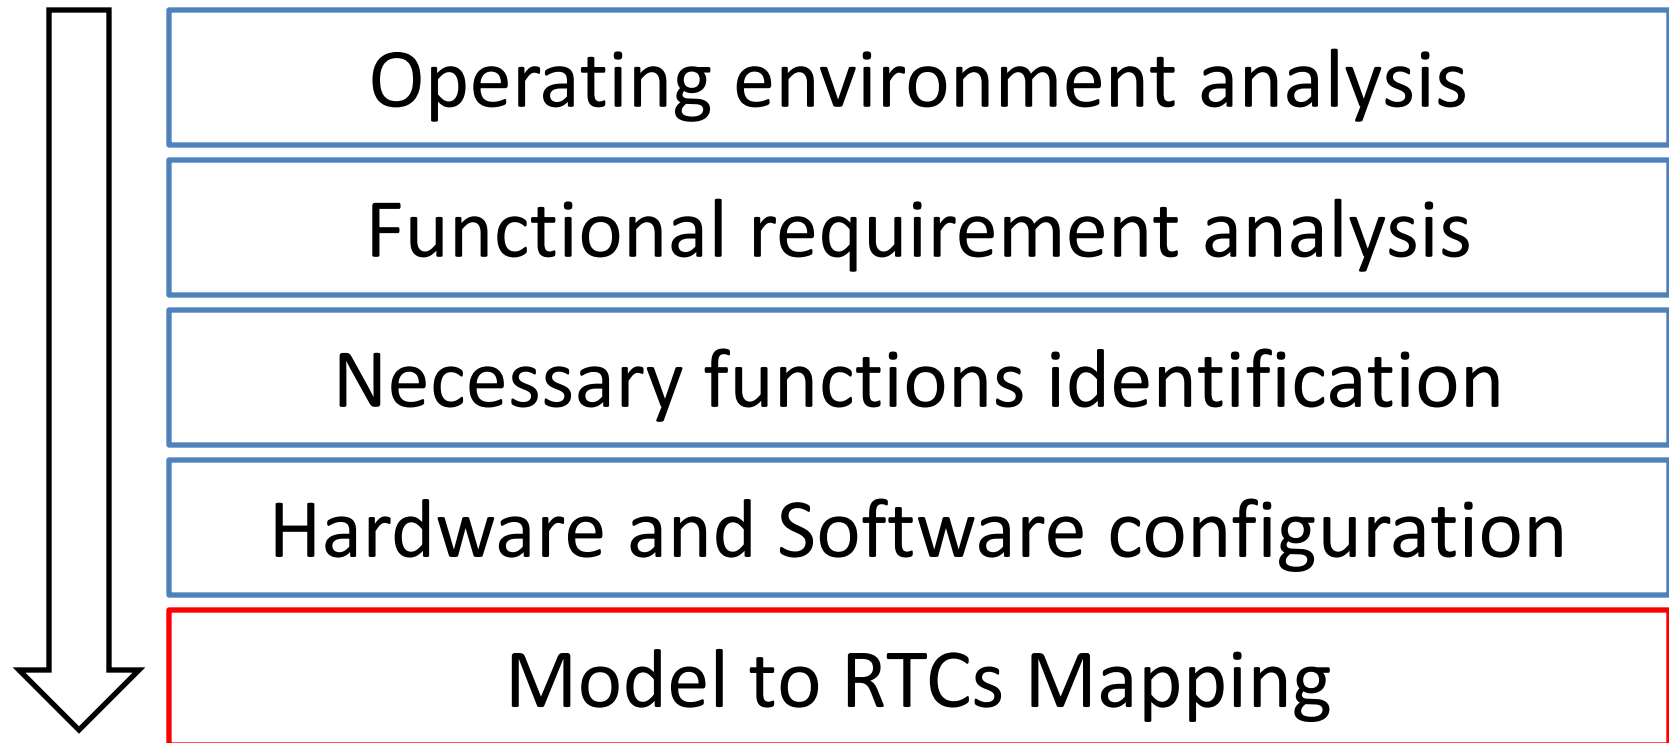 Operating environment analysis
Functional requirement analysis
Necessary functions identification
Hardware and Software configuration
Model to RTCs Mapping